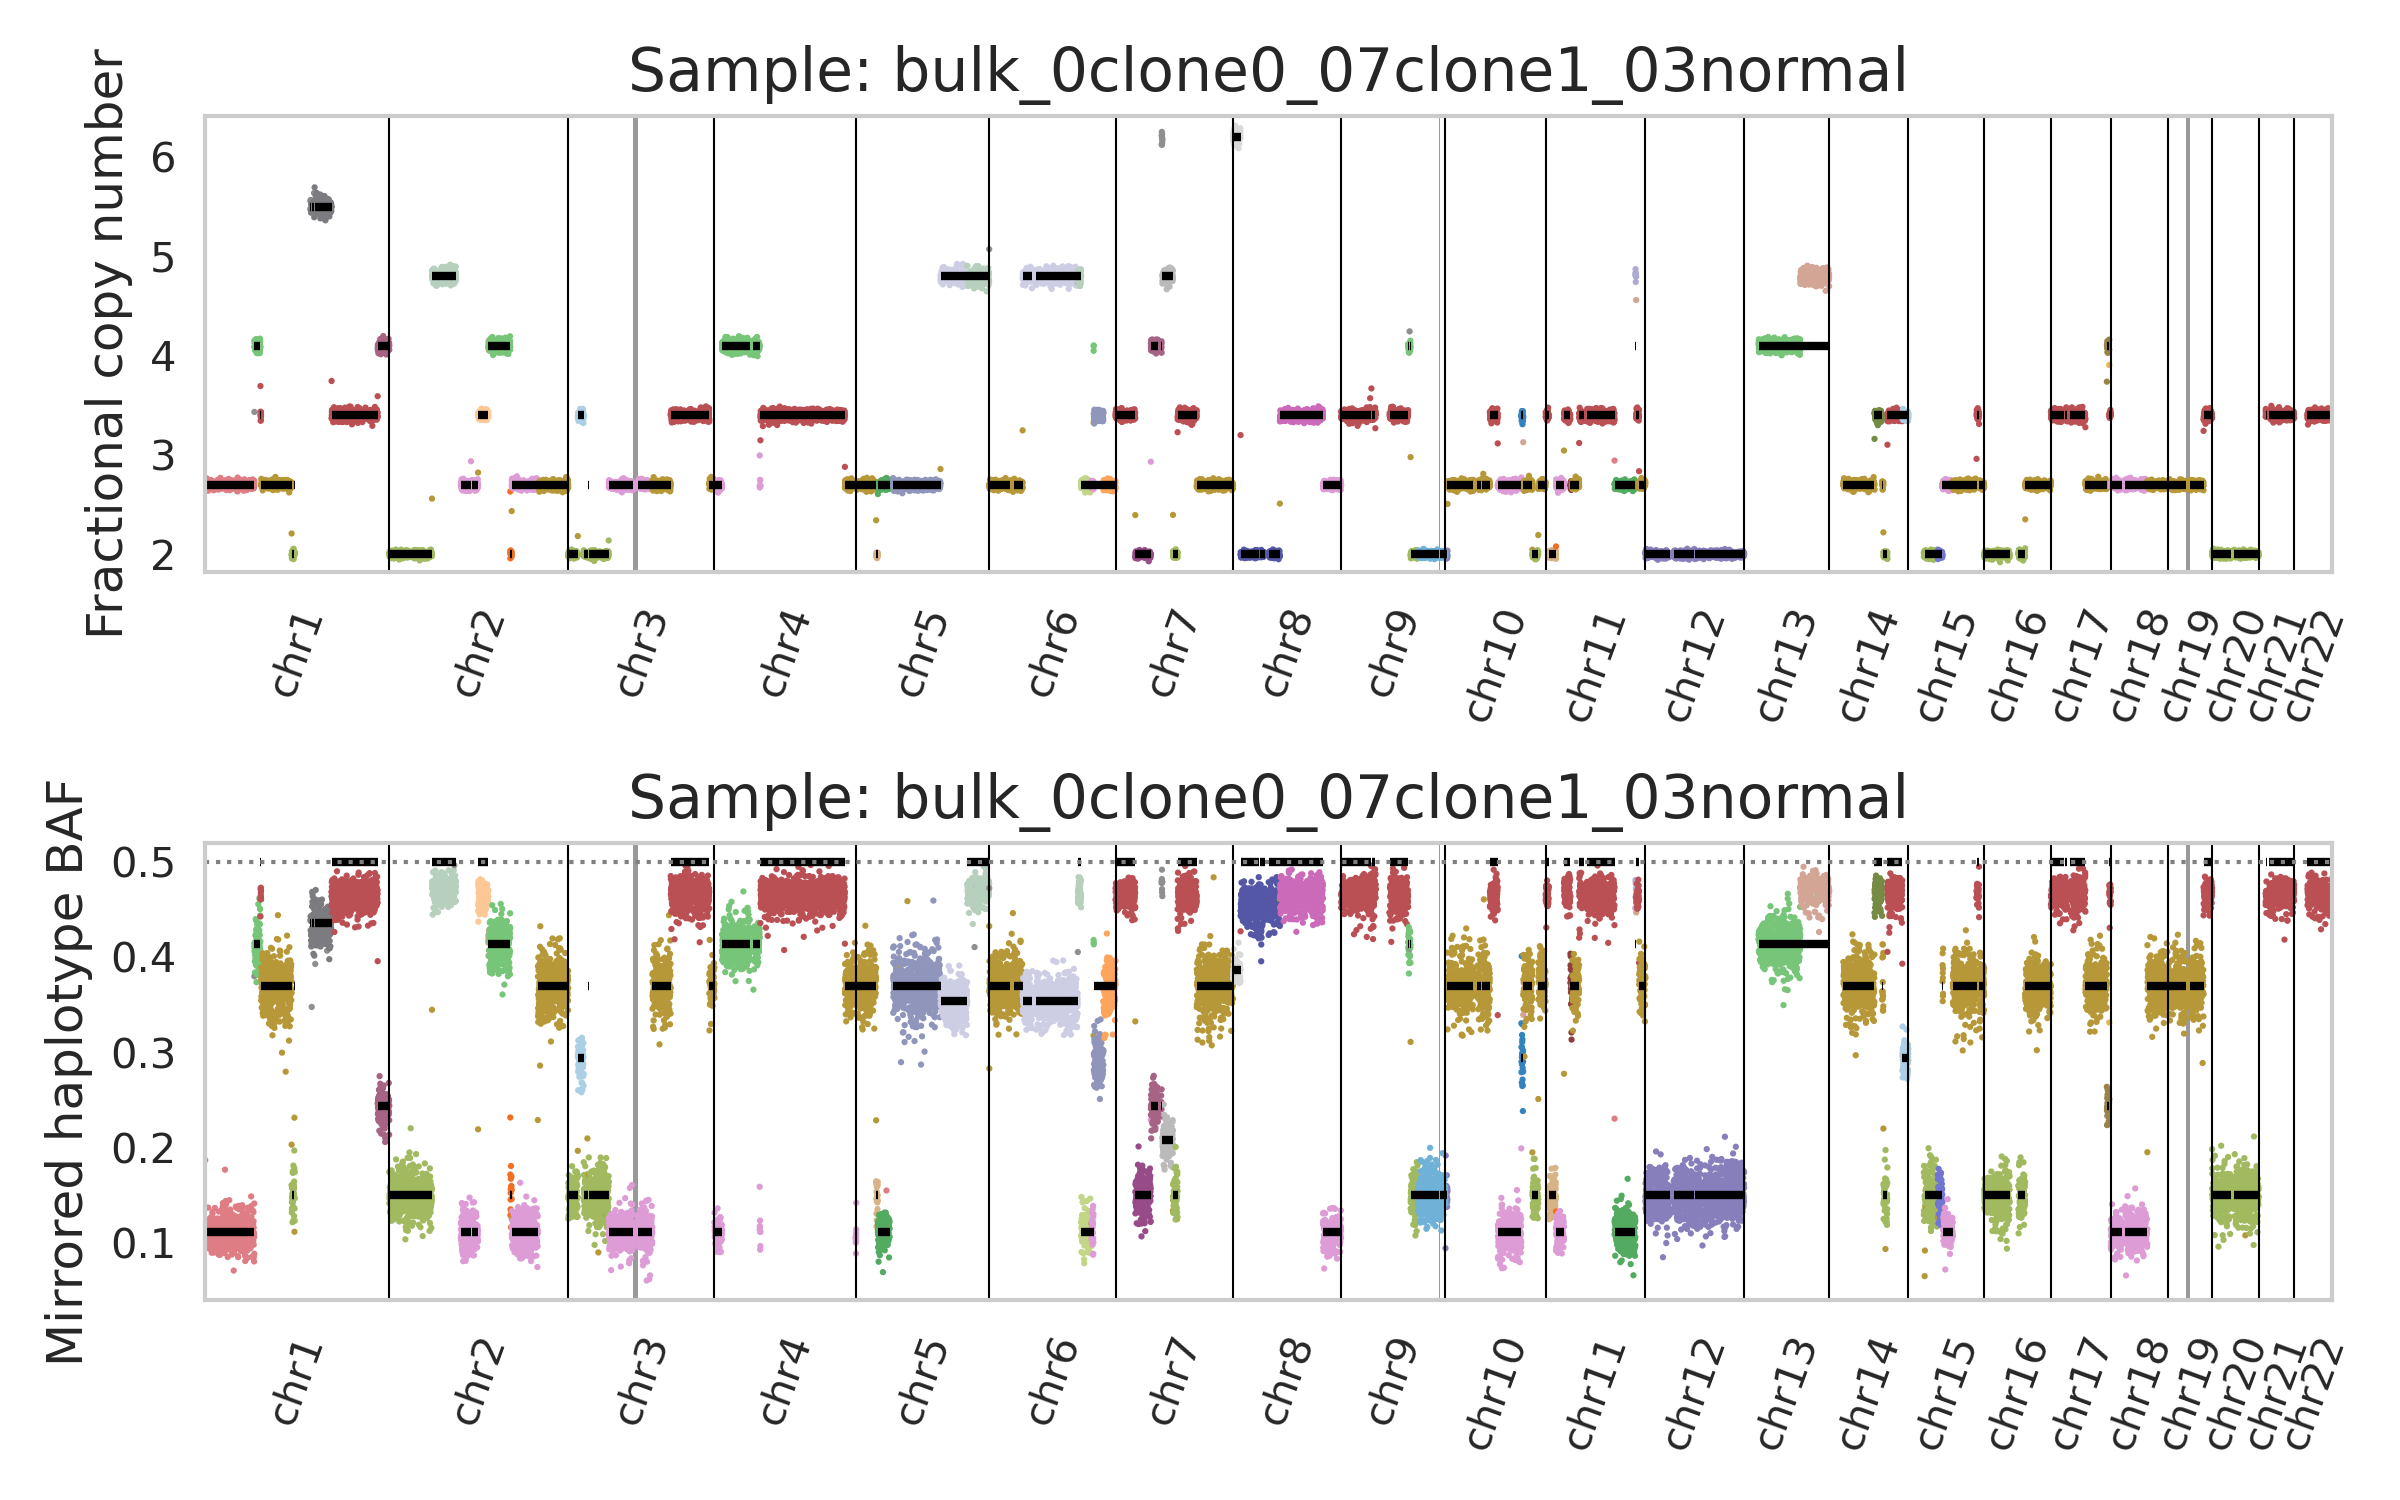 Sample: bulk_0clone0_07clone1_03normal
Fractional copy number
6
5
4
3
2
chr1
chr2
chr3
chr4
chr5
chr6
chr7
chr8
chr9
chr10
chr11
chr12
chr13
chr14
chr15
chr16
chr17
chr18
chr19
chr20
chr21
chr22
Sample: bulk_0clone0_07clone1_03normal
Mirrored haplotype BAF
0.5
0.4
0.3
0.2
0.1
chr1
chr2
chr3
chr4
chr5
chr6
chr7
chr8
chr9
chr10
chr11
chr12
chr13
chr14
chr15
chr16
chr17
chr18
chr19
chr20
chr21
chr22